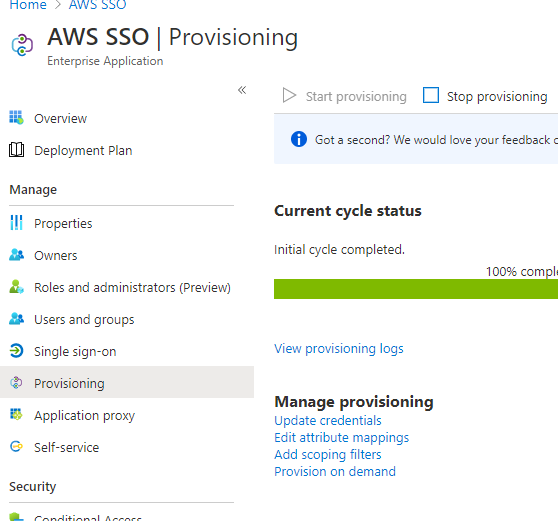 Home > AWS SSO
AWS SSO | Provisioning
Enterprise Application
«
Overview
Deployment Plan
Manage
Properties
Owners
Roles and administrators (Preview)
Users and groups
Single sign-on
Provisioning
Application proxy
Self-service
Security
Conditional Access
Start provisioning
Stop provisioning
Got a second? We would love your feedback o
Current cycle status
Initial cycle completed.
100% comple
View provisioning logs
Manage provisioning
Update credentials
Edit attribute mappings
Add scoping filters
Provision on demand